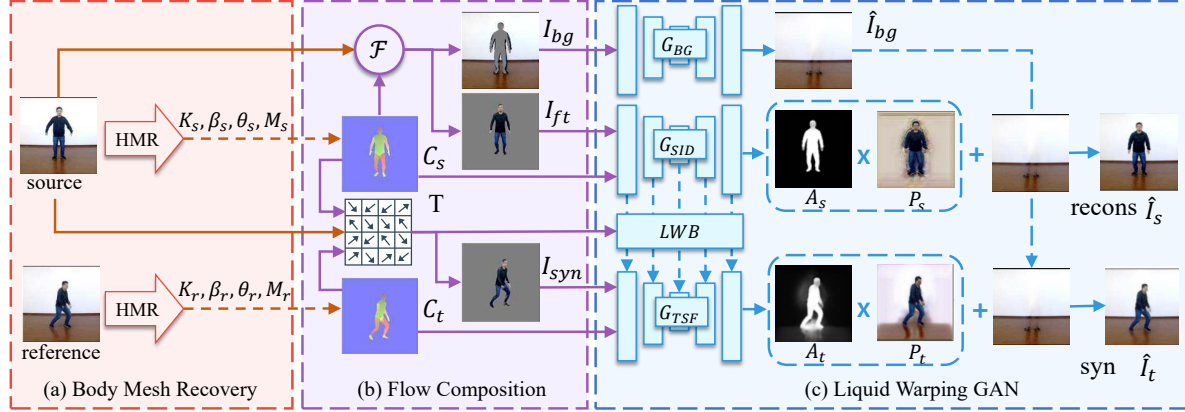 source
HMR
K_s, β_s, θ_s, M_s
reference
HMR
K_r, β_r, θ_r, M_r
(a) Body Mesh Recovery
ℱ
I_bg
I_ft
C_s
T
I_syn
C_t
(b) Flow Composition
G_BG
Î_bg
G_SID
A_s
x
P_s
+
recons Î_s
LWB
G_TSF
A_t
x
P_t
+
syn Î_t
(c) Liquid Warping GAN